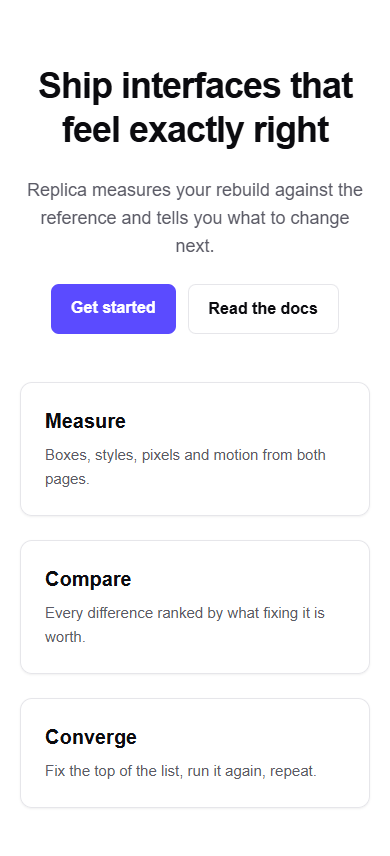 Ship interfaces that
feel exactly right
Replica measures your rebuild against the
reference and tells you what to change
next.
Get started
Read the docs
Measure
Boxes, styles, pixels and motion from both
pages.
Compare
Every difference ranked by what fixing it is
worth.
Converge
Fix the top of the list, run it again, repeat.